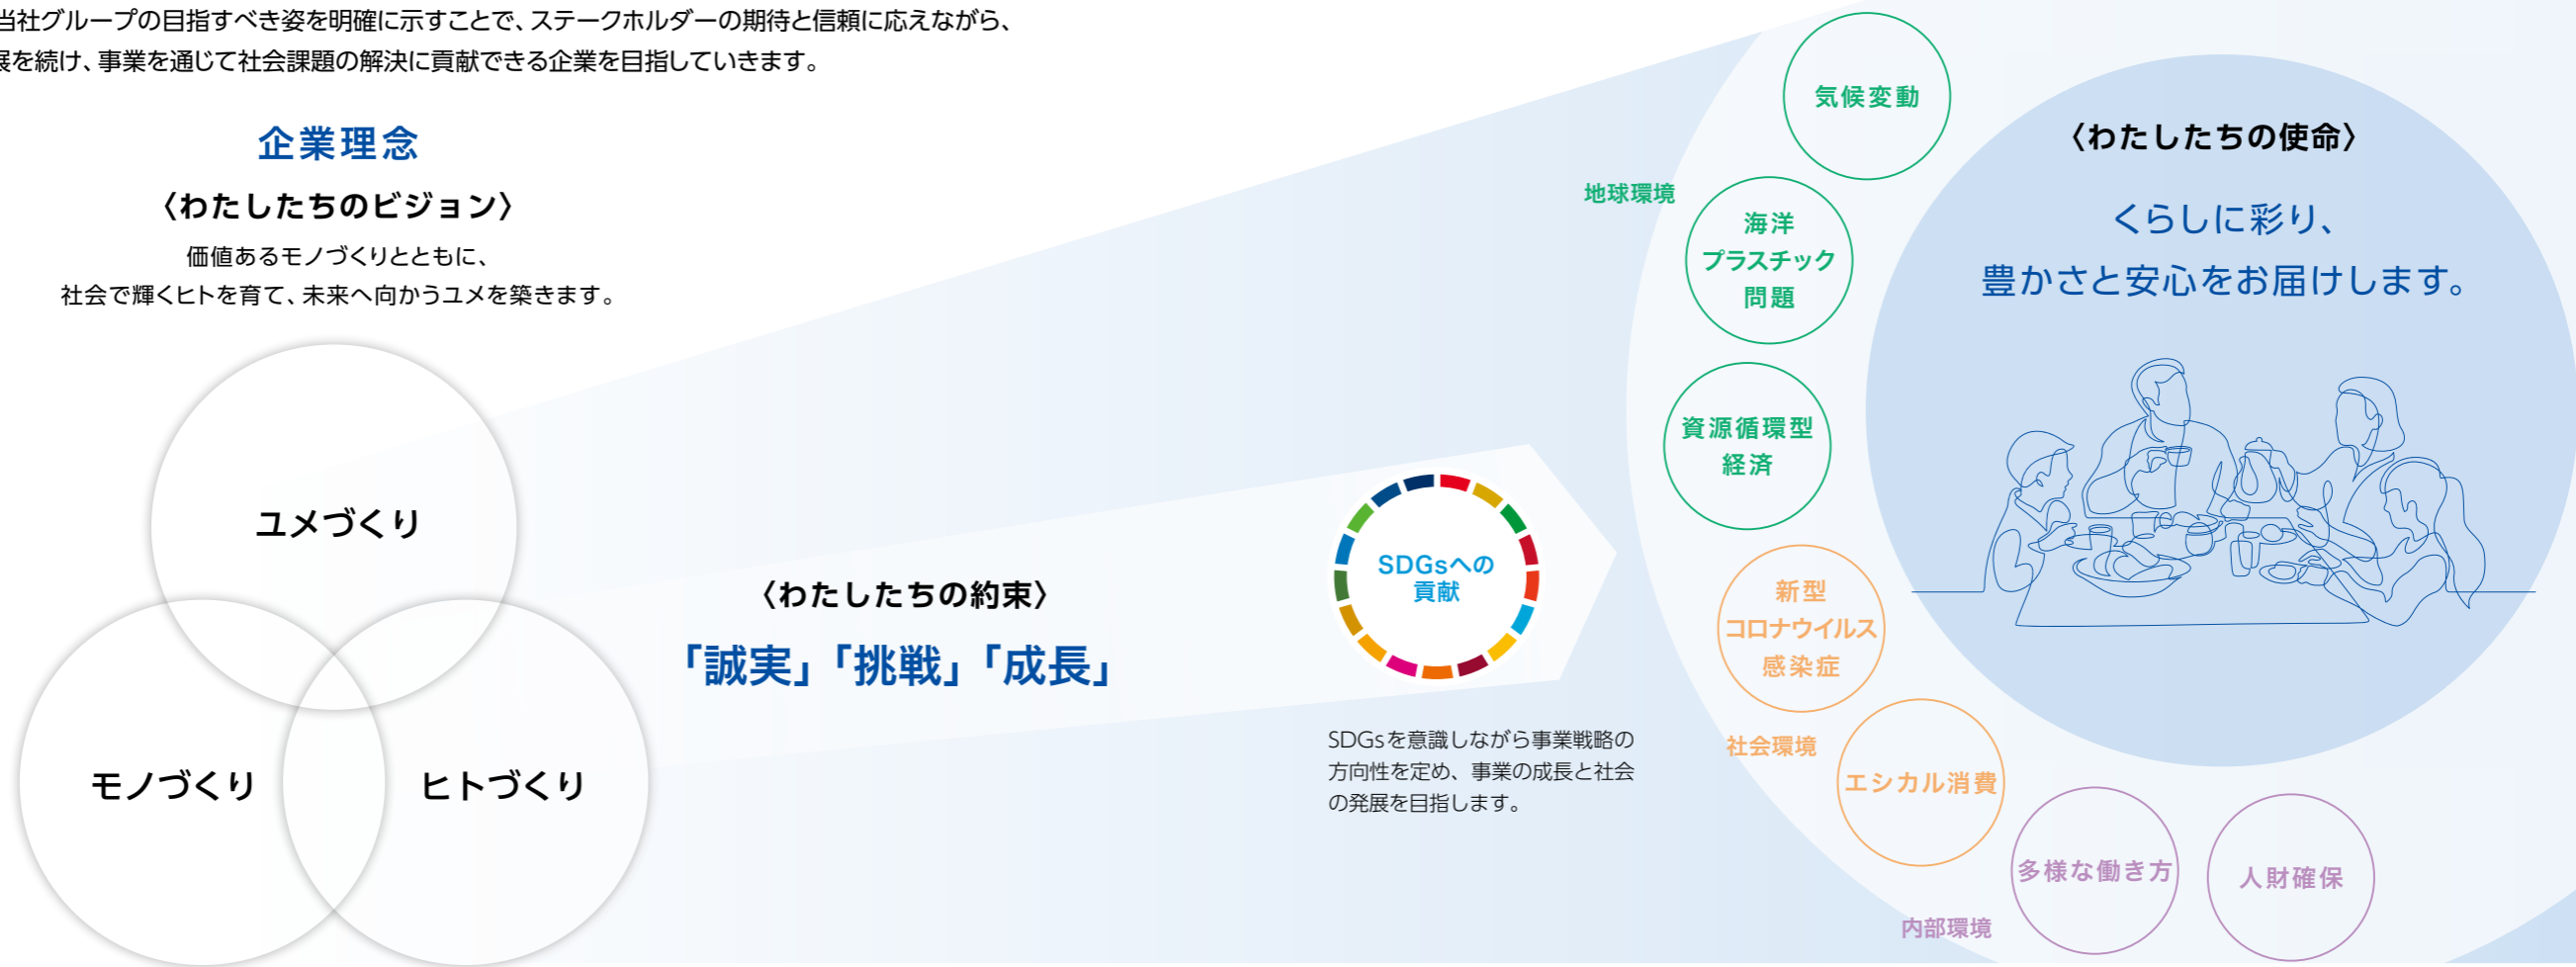 当社グループの目指すべき姿を明確に示すことで、ステークホルダーの期待と信頼に応えながら、
展を続け、事業を通じて社会課題の解決に貢献できる企業を目指していきます。
企業理念
〈わたしたちのビジョン〉
価値あるモノづくりとともに、
社会で輝くヒトを育て、未来へ向かうユメを築きます。
ユメづくり
モノづくり
ヒトづくり
〈わたしたちの約束〉
「誠実」「挑戦」「成長」
SDGsへの
貢献
SDGsを意識しながら事業戦略の
方向性を定め、事業の成長と社会
の発展を目指します。
地球環境
気候変動
海洋
プラスチック
問題
資源循環型
経済
新型
コロナウイルス
感染症
社会環境
エシカル消費
多様な働き方
人財確保
内部環境
〈わたしたちの使命〉
くらしに彩り、
豊かさと安心をお届けします。